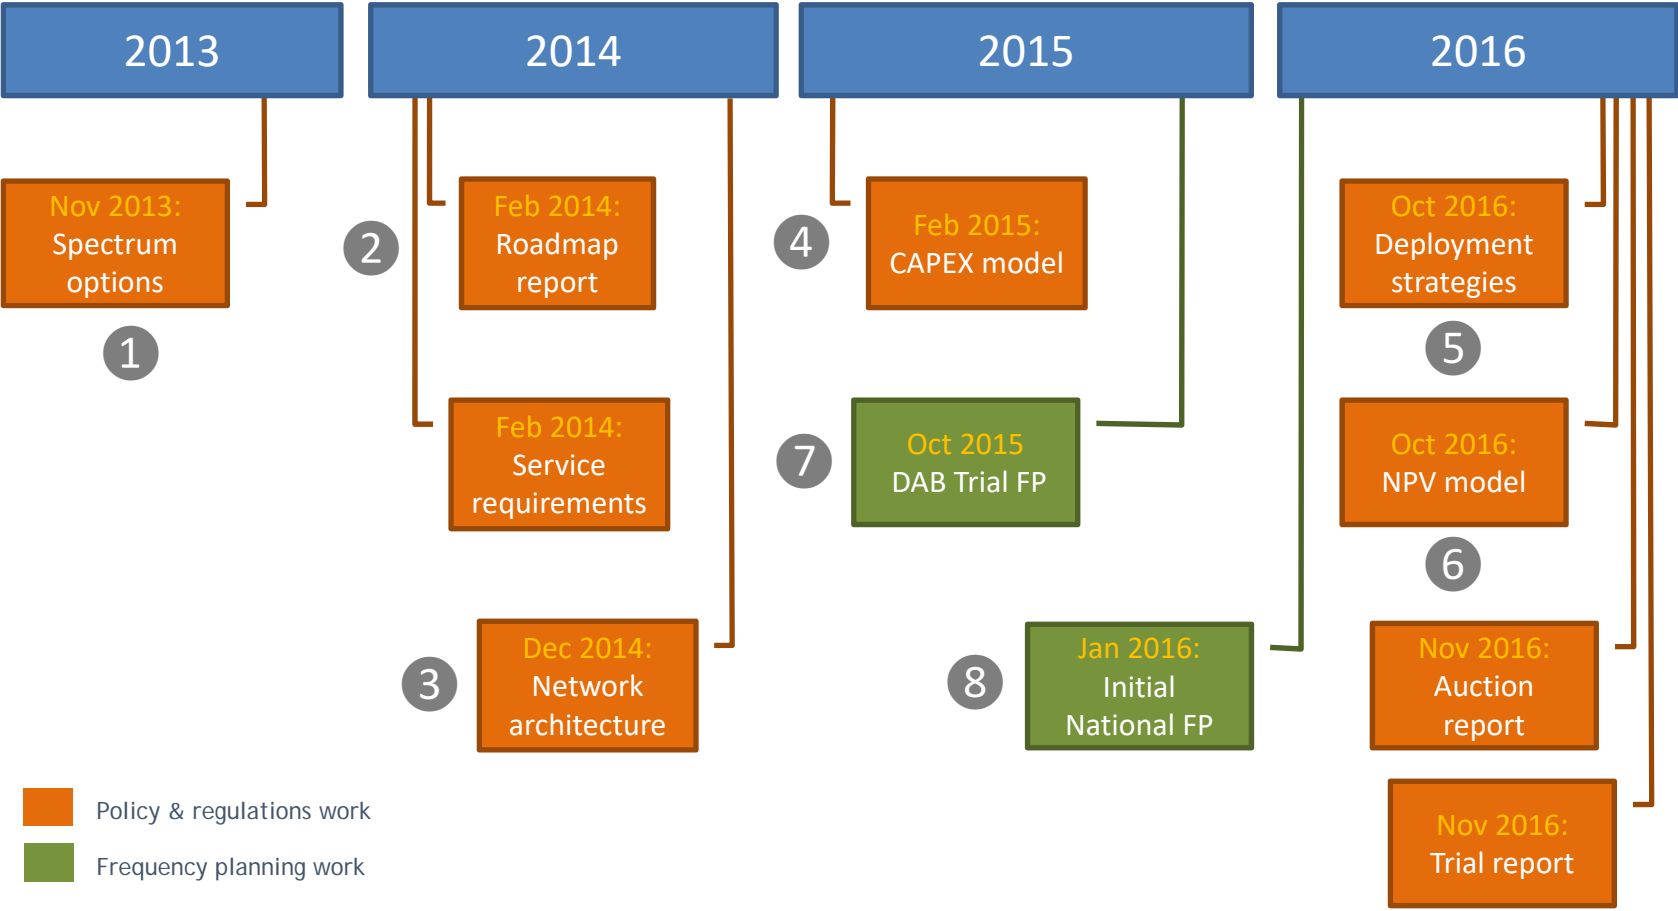 2013
2014
2015
2016
Nov 2013:
Spectrum
options
1
2
Feb 2014:
Roadmap
report
Feb 2014:
Service
requirements
3
Dec 2014:
Network
architecture
4
Feb 2015:
CAPEX model
7
Oct 2015
DAB Trial FP
8
Jan 2016:
Initial
National FP
Oct 2016:
Deployment
strategies
5
Oct 2016:
NPV model
6
Nov 2016:
Auction
report
Nov 2016:
Trial report
Policy & regulations work
Frequency planning work